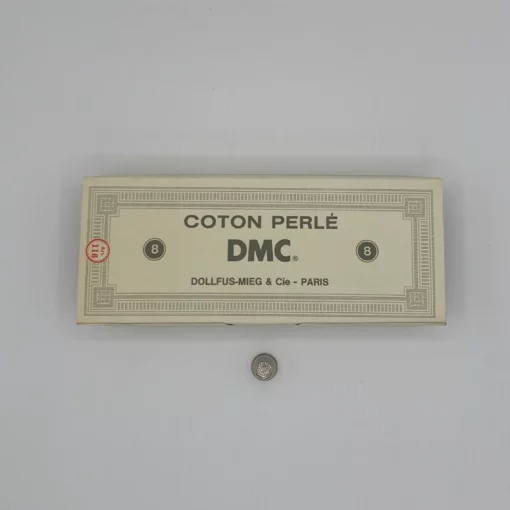 COTON PERLÉ
8 DMC® 8
116
DOLLFUS-MIEG & Cie - PARIS